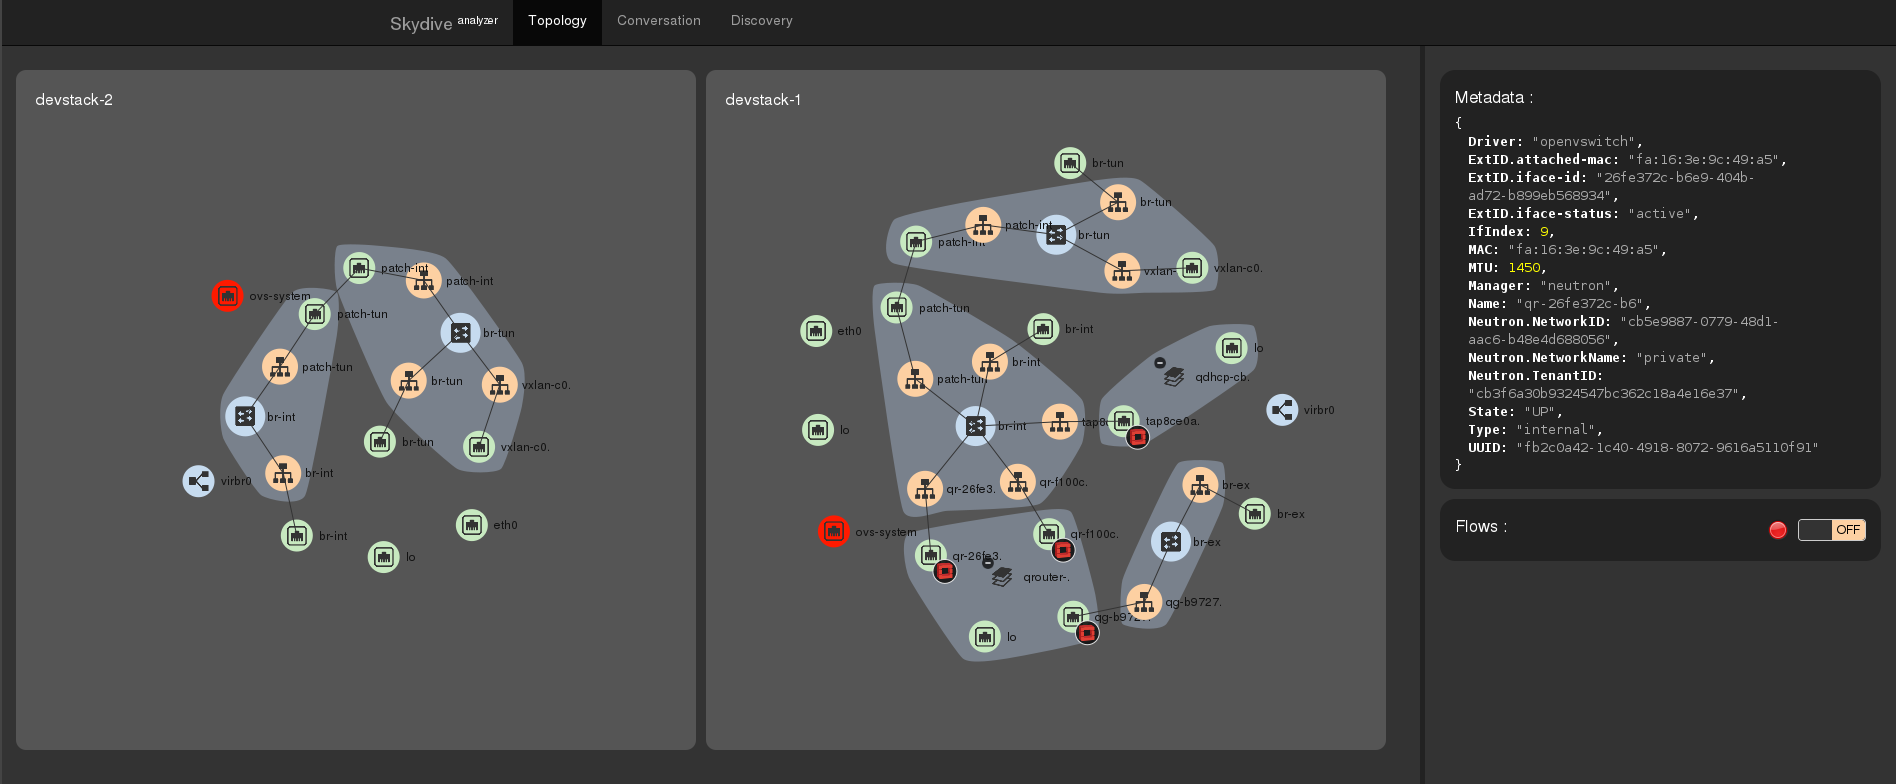 Skydive analyzer
Topology
Conversation
Discovery
devstack-2
patch-int
patch-int
ovs-system
patch-tun
br-tun
patch-tun
br-tun
vxlan-c0.
br-int
br-tun
vxlan-c0.
br-int
virbr0
eth0
br-int
lo
devstack-1
br-tun
br-tun
patch-int
patch-int
br-tun
vxlan-
vxlan-c0.
patch-tun
eth0
br-int
lo
br-int
patch-tun
qdhcp-cb.
virbr0
br-int
tap8
tap8ce0a.
lo
qr-26fe3.
qr-f100c.
br-ex
br-ex
ovs-system
qr-f100c.
br-ex
qr-26fe3.
qrouter-.
qg-b9727.
qg-b972
lo
Metadata :
{
Driver: "openvswitch",
ExtID.attached-mac: "fa:16:3e:9c:49:a5",
ExtID.iface-id: "26fe372c-b6e9-404b-
ad72-b899eb568934",
ExtID.iface-status: "active",
IfIndex: 9,
MAC: "fa:16:3e:9c:49:a5",
MTU: 1450,
Manager: "neutron",
Name: "qr-26fe372c-b6",
Neutron.NetworkID: "cb5e9887-0779-48d1-
aac6-b48e4d688056",
Neutron.NetworkName: "private",
Neutron.TenantID:
"cb3f6a30b9324547bc362c18a4e16e37",
State: "UP",
Type: "internal",
UUID: "fb2c0a42-1c40-4918-8072-9616a5110f91"
}
Flows :
OFF